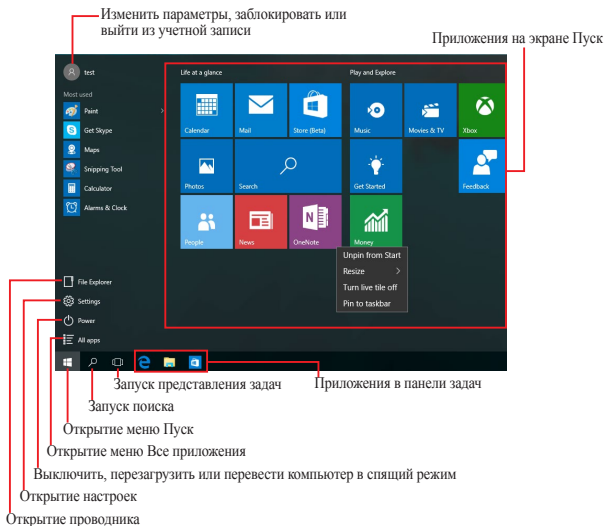 Изменить параметры, заблокировать или
выйти из учетной записи
Приложения на экране Пуск
test
Most used
Paint
Get Skype
Maps
Snipping Tool
Calculator
Alarms & Clock
File Explorer
Settings
Power
All apps
Life at a glance
Play and Explore
Calendar
Mail
Store (Beta)
Music
Movies & TV
Xbox
Photos
Search
Get Started
Feedback
People
News
OneNote
Money
Unpin from Start
Resize
Turn live tile off
Pin to taskbar
Запуск представления задач
Приложения в панели задач
Запуск поиска
Открытие меню Пуск
Открытие меню Все приложения
Выключить, перезагрузить или перевести компьютер в спящий режим
Открытие настроек
Открытие проводника